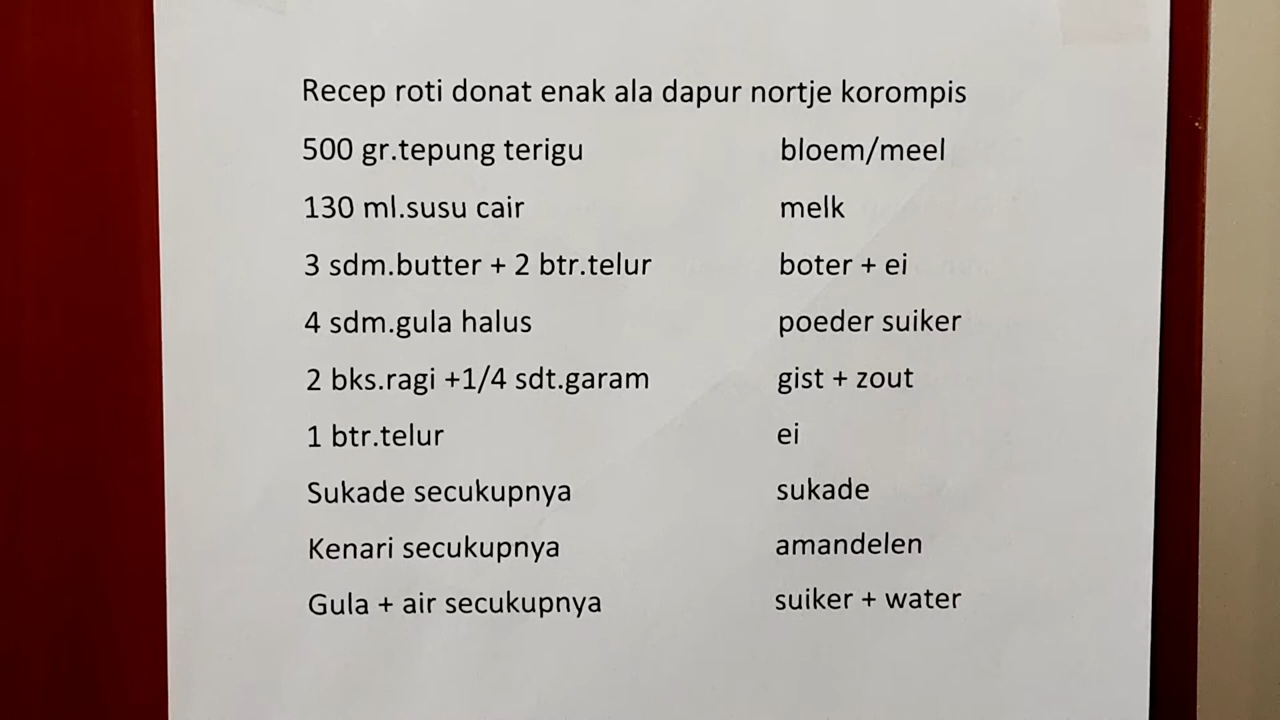 Recep roti donat enak ala dapur nortje korompis
500 gr.tepung terigu bloem/meel
130 ml.susu cair melk
3 sdm.butter + 2 btr.telur boter + ei
4 sdm.gula halus poeder suiker
2 bks.ragi +1/4 sdt.garam gist + zout
1 btr.telur ei
Sukade secukupnya sukade
Kenari secukupnya amandelen
Gula + air secukupnya suiker + water